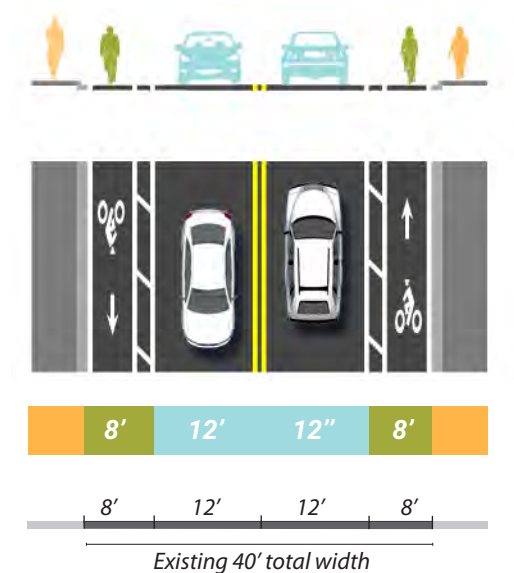 8’ 12’ 12” 8’
8’ 12’ 12’ 8’
Existing 40’ total width